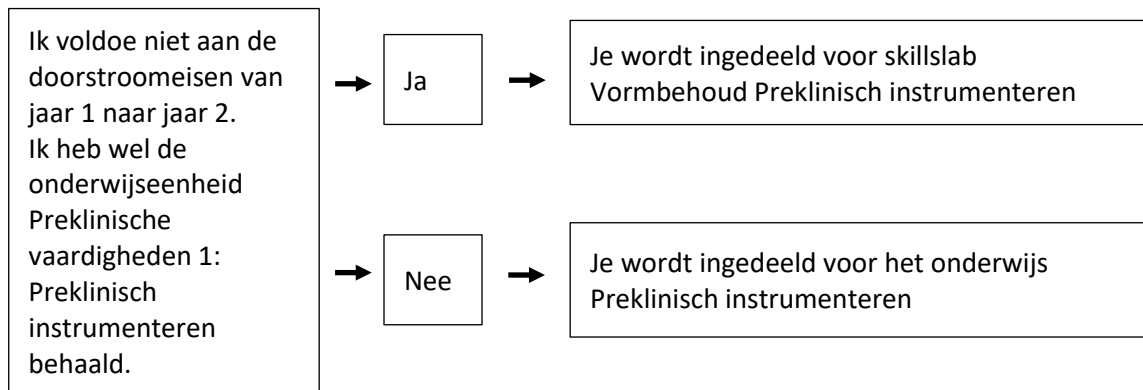 Ik voldoe niet aan de
doorstroomeisen van
jaar 1 naar jaar 2.
Ik heb wel de
onderwijseenheid
Preklinische
vaardigheden 1:
Preklinisch
instrumenteren
behaald.
Ja
Je wordt ingedeeld voor skillslab
Vormbehoud Preklinisch instrumenteren
Nee
Je wordt ingedeeld voor het onderwijs
Preklinisch instrumenteren